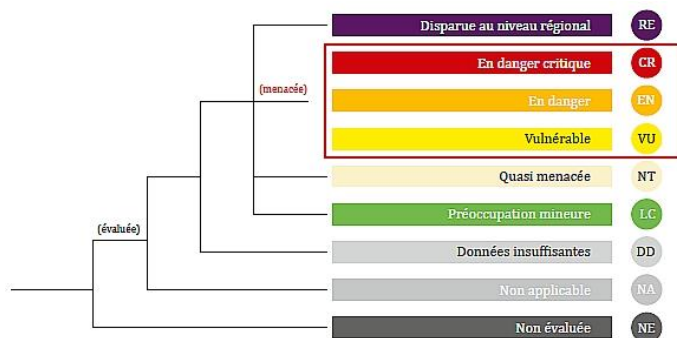 Disparue au niveau régional RE
En danger critique CR
(menacée)
En danger EN
Vulnérable VU
Quasi menacée NT
Préoccupation mineure LC
(évaluée)
Données insuffisantes DD
Non applicable NA
Non évaluée NE